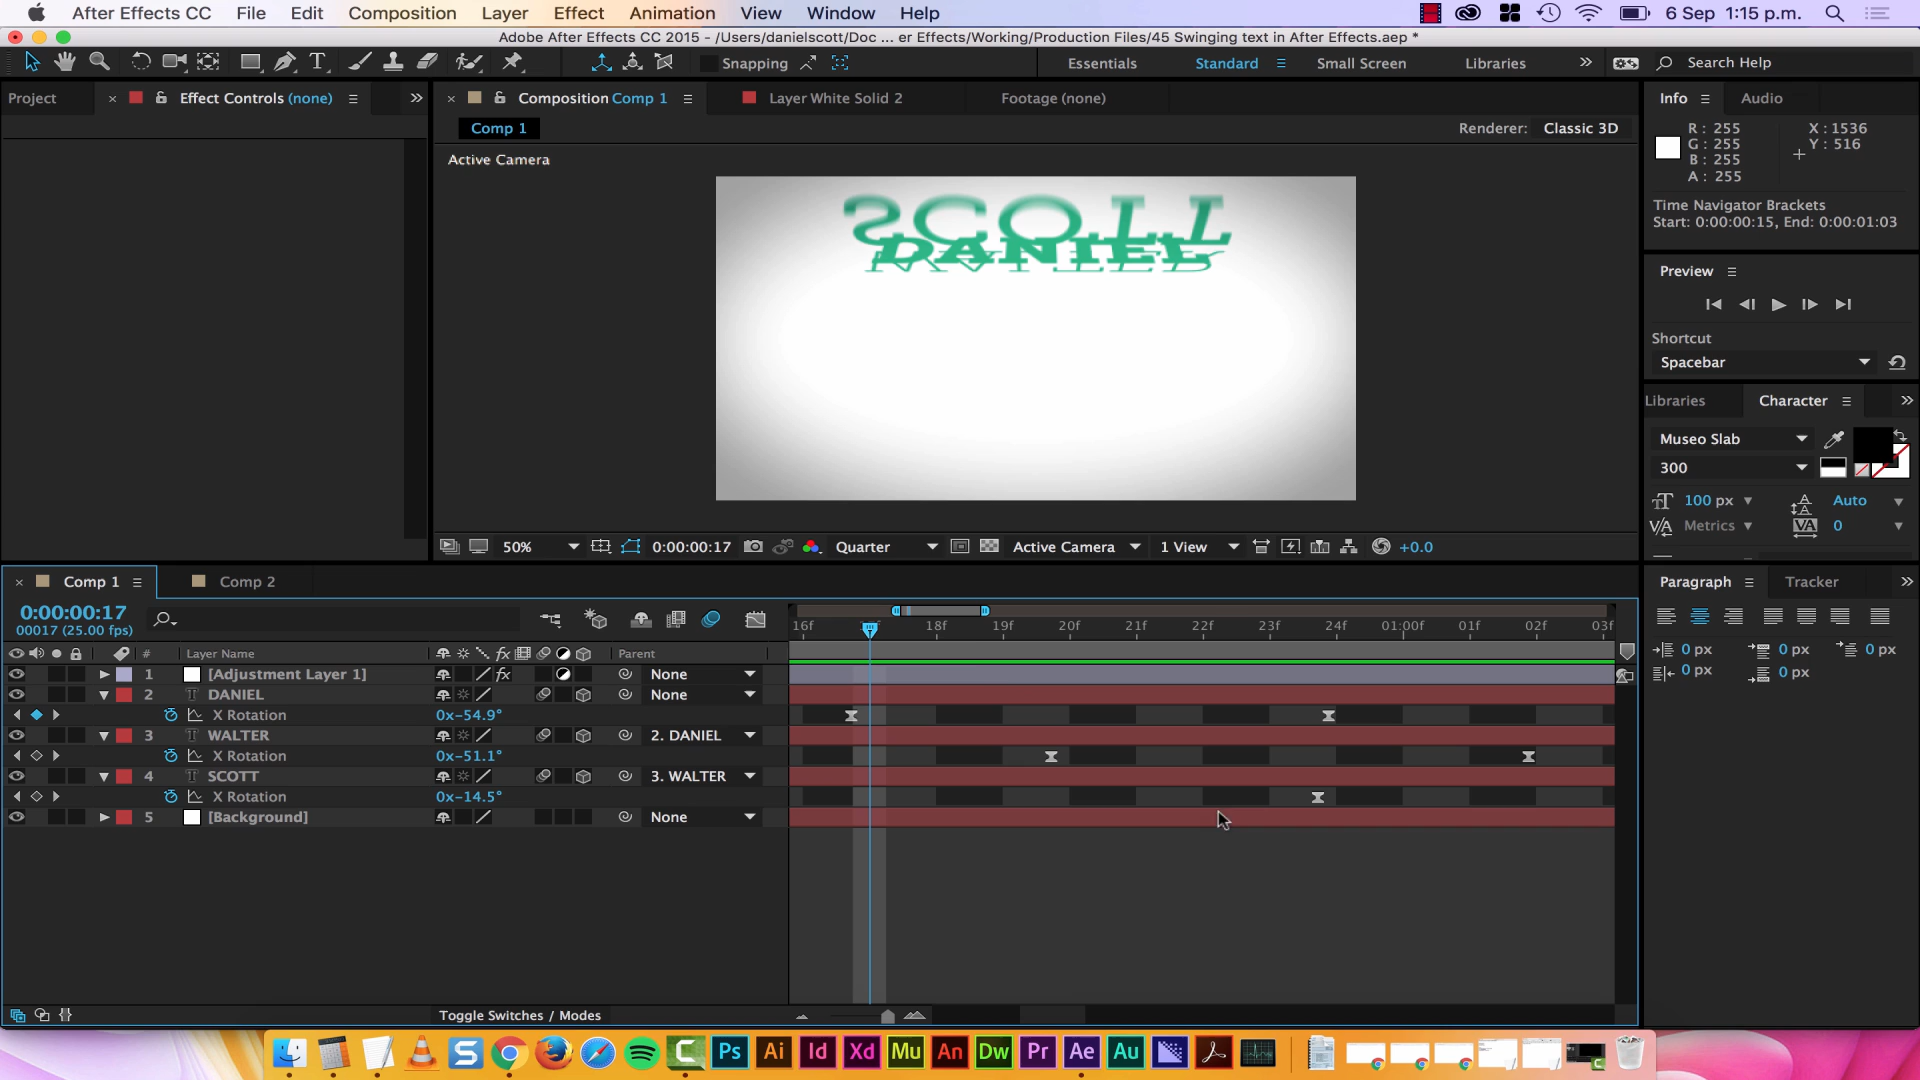 After Effects CC File Edit Composition Layer Effect Animation View Window Help 6 Sep 1:15 p.m.
Adobe After Effects CC 2015 - /Users/danielscott/Doc ... er Effects/Working/Production Files/45 Swinging text in After Effects.aep *
Snapping Essentials Standard Small Screen Libraries Search Help
Project Effect Controls (none) Composition Comp 1 Layer White Solid 2 Footage (none) Info Audio
Comp 1 Renderer: Classic 3D
R : 255 X : 1536
G : 255 Y : 516
B : 255
A : 255
Active Camera
SCOTT
DANIEL
WALTER
Time Navigator Brackets
Start: 0:00:00:15, End: 0:00:01:03
Preview
Shortcut
Spacebar
Libraries Character
Museo Slab
300
100 px Auto
Metrics 0
50% 0:00:00:17 Quarter Active Camera 1 View +0.0
Comp 1 Comp 2
Paragraph Tracker
0:00:00:17
00017 (25.00 fps)
16f 18f 19f 20f 21f 22f 23f 24f 01:00f 01f 02f 03f
# Layer Name fx Parent
0 px 0 px 0 px
0 px 0 px
1 [Adjustment Layer 1] fx None
2 T DANIEL None
X Rotation 0x-54.9°
3 T WALTER 2. DANIEL
X Rotation 0x-51.1°
4 T SCOTT 3. WALTER
X Rotation 0x-14.5°
5 [Background] None
Toggle Switches / Modes
S C Ps Ai Id Xd Mu An Dw Pr Ae Au